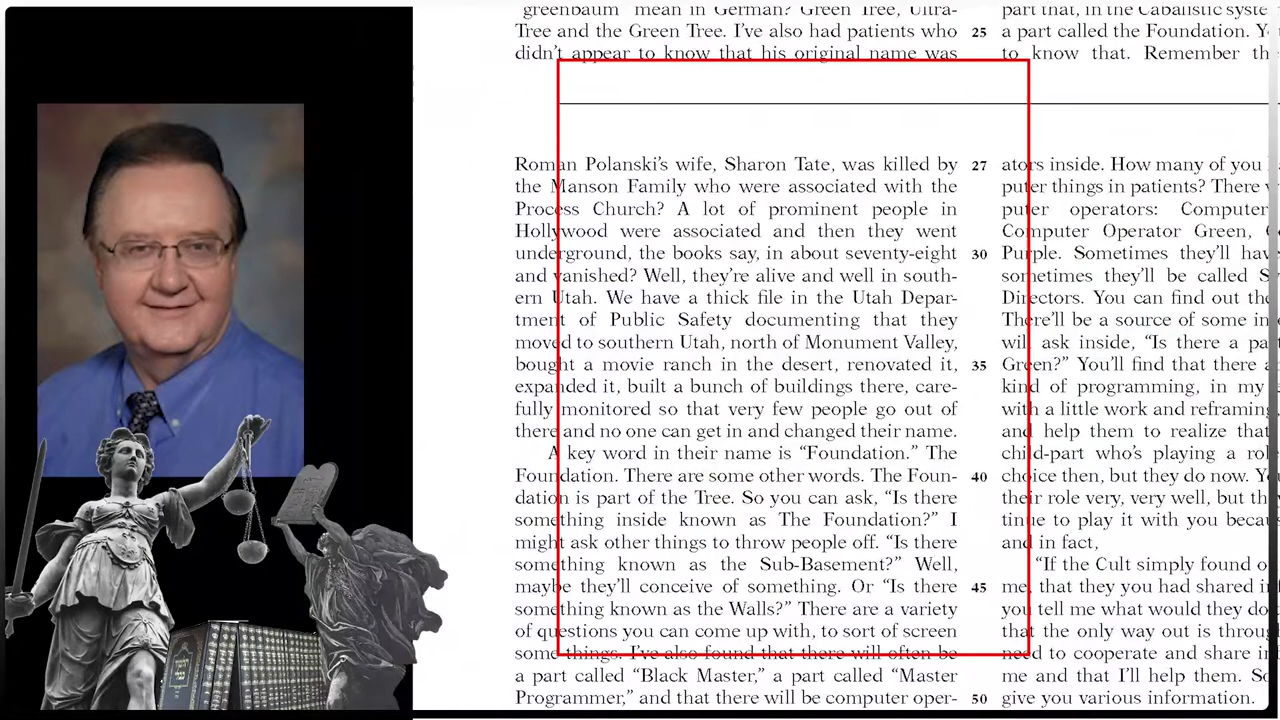 greenbaum mean in German? Green Tree, Ultra-
Tree and the Green Tree. I've also had patients who
didn't appear to know that his original name was
Roman Polanski's wife, Sharon Tate, was killed by
the Manson Family who were associated with the
Process Church? A lot of prominent people in
Hollywood were associated and then they went
underground, the books say, in about seventy-eight
and vanished? Well, they're alive and well in south-
ern Utah. We have a thick file in the Utah Depar-
tment of Public Safety documenting that they
moved to southern Utah, north of Monument Valley,
bought a movie ranch in the desert, renovated it,
expanded it, built a bunch of buildings there, care-
fully monitored so that very few people go out of
there and no one can get in and changed their name.
A key word in their name is “Foundation.” The
Foundation. There are some other words. The Foun-
dation is part of the Tree. So you can ask, “Is there
something inside known as The Foundation?” I
might ask other things to throw people off. “Is there
something known as the Sub-Basement?” Well,
maybe they'll conceive of something. Or “Is there
something known as the Walls?” There are a variety
of questions you can come up with, to sort of screen
some things. I've also found that there will often be
a part called “Black Master,” a part called “Master
Programmer,” and that there will be computer oper-
25
27
30
35
40
45
50
part that, in the Cabalistic syste
a part called the Foundation.
to know that. Remember th
ators inside. How many of you
puter things in patients? There
puter operators: Computer
Computer Operator Green,
Purple. Sometimes they'll hav
sometimes they'll be called S
Directors. You can find out the
There'll be a source of some in
will ask inside, “Is there a pa
Green?” You'll find that there a
kind of programming, in my
with a little work and reframing
and help them to realize that
child-part who's playing a rol
choice then, but they do now. Yo
their role very, very well, but th
tinue to play it with you becau
and in fact,
“If the Cult simply found o
me, that they you had shared in
you tell me what would they do
that the only way out is throug
need to cooperate and share in
me and that I'll help them. So
give you various information.